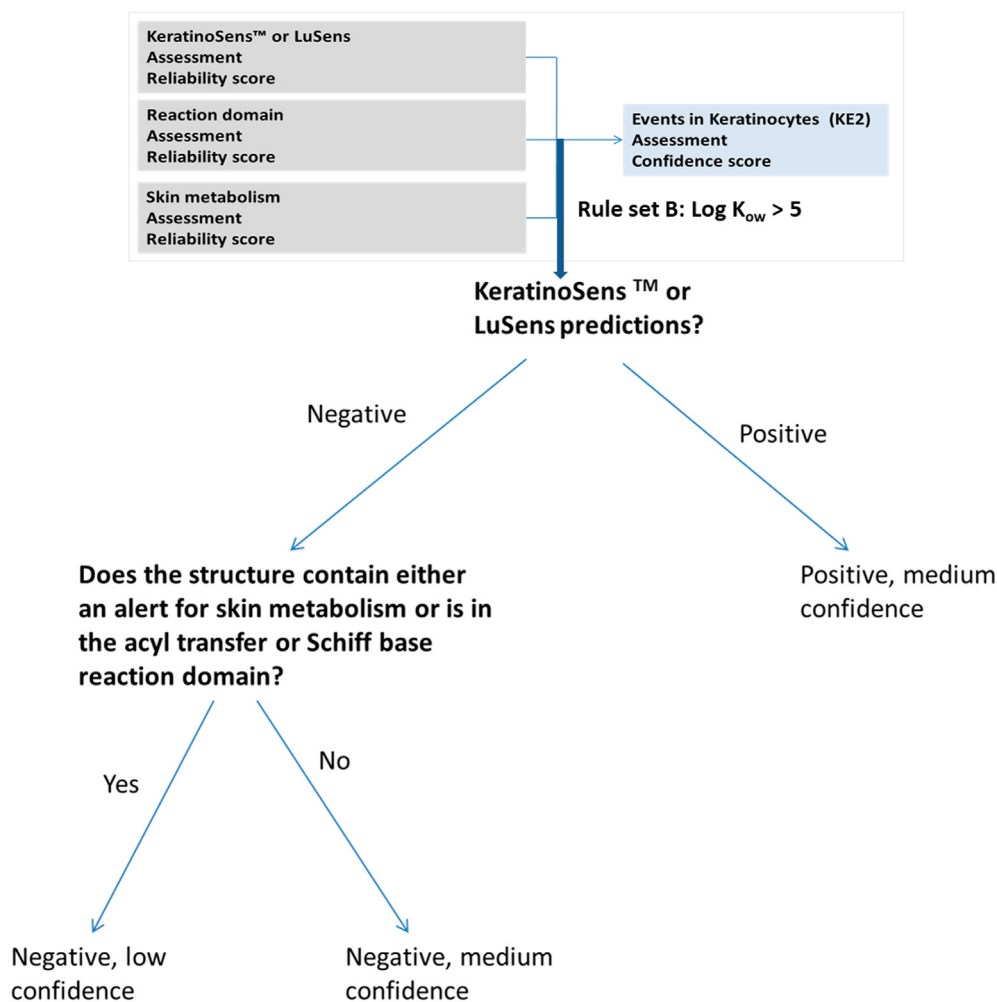 KeratinoSens™ or LuSens
Assessment
Reliability score
Reaction domain
Assessment
Reliability score
Skin metabolism
Assessment
Reliability score
Events in Keratinocytes (KE2)
Assessment
Confidence score
Rule set B: Log Kow > 5
KeratinoSens TM or
LuSens predictions?
Negative
Positive
Does the structure contain either
an alert for skin metabolism or is in
the acyl transfer or Schiff base
reaction domain?
Positive, medium
confidence
Yes
No
Negative, low
confidence
Negative, medium
confidence